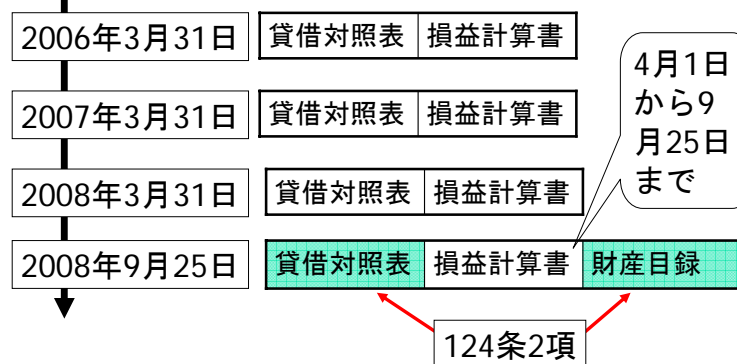 2006年3月31日 貸借対照表 損益計算書
2007年3月31日 貸借対照表 損益計算書
2008年3月31日 貸借対照表 損益計算書
2008年9月25日 貸借対照表 損益計算書 財産目録
4月1日
から9
月25日
まで
124条2項